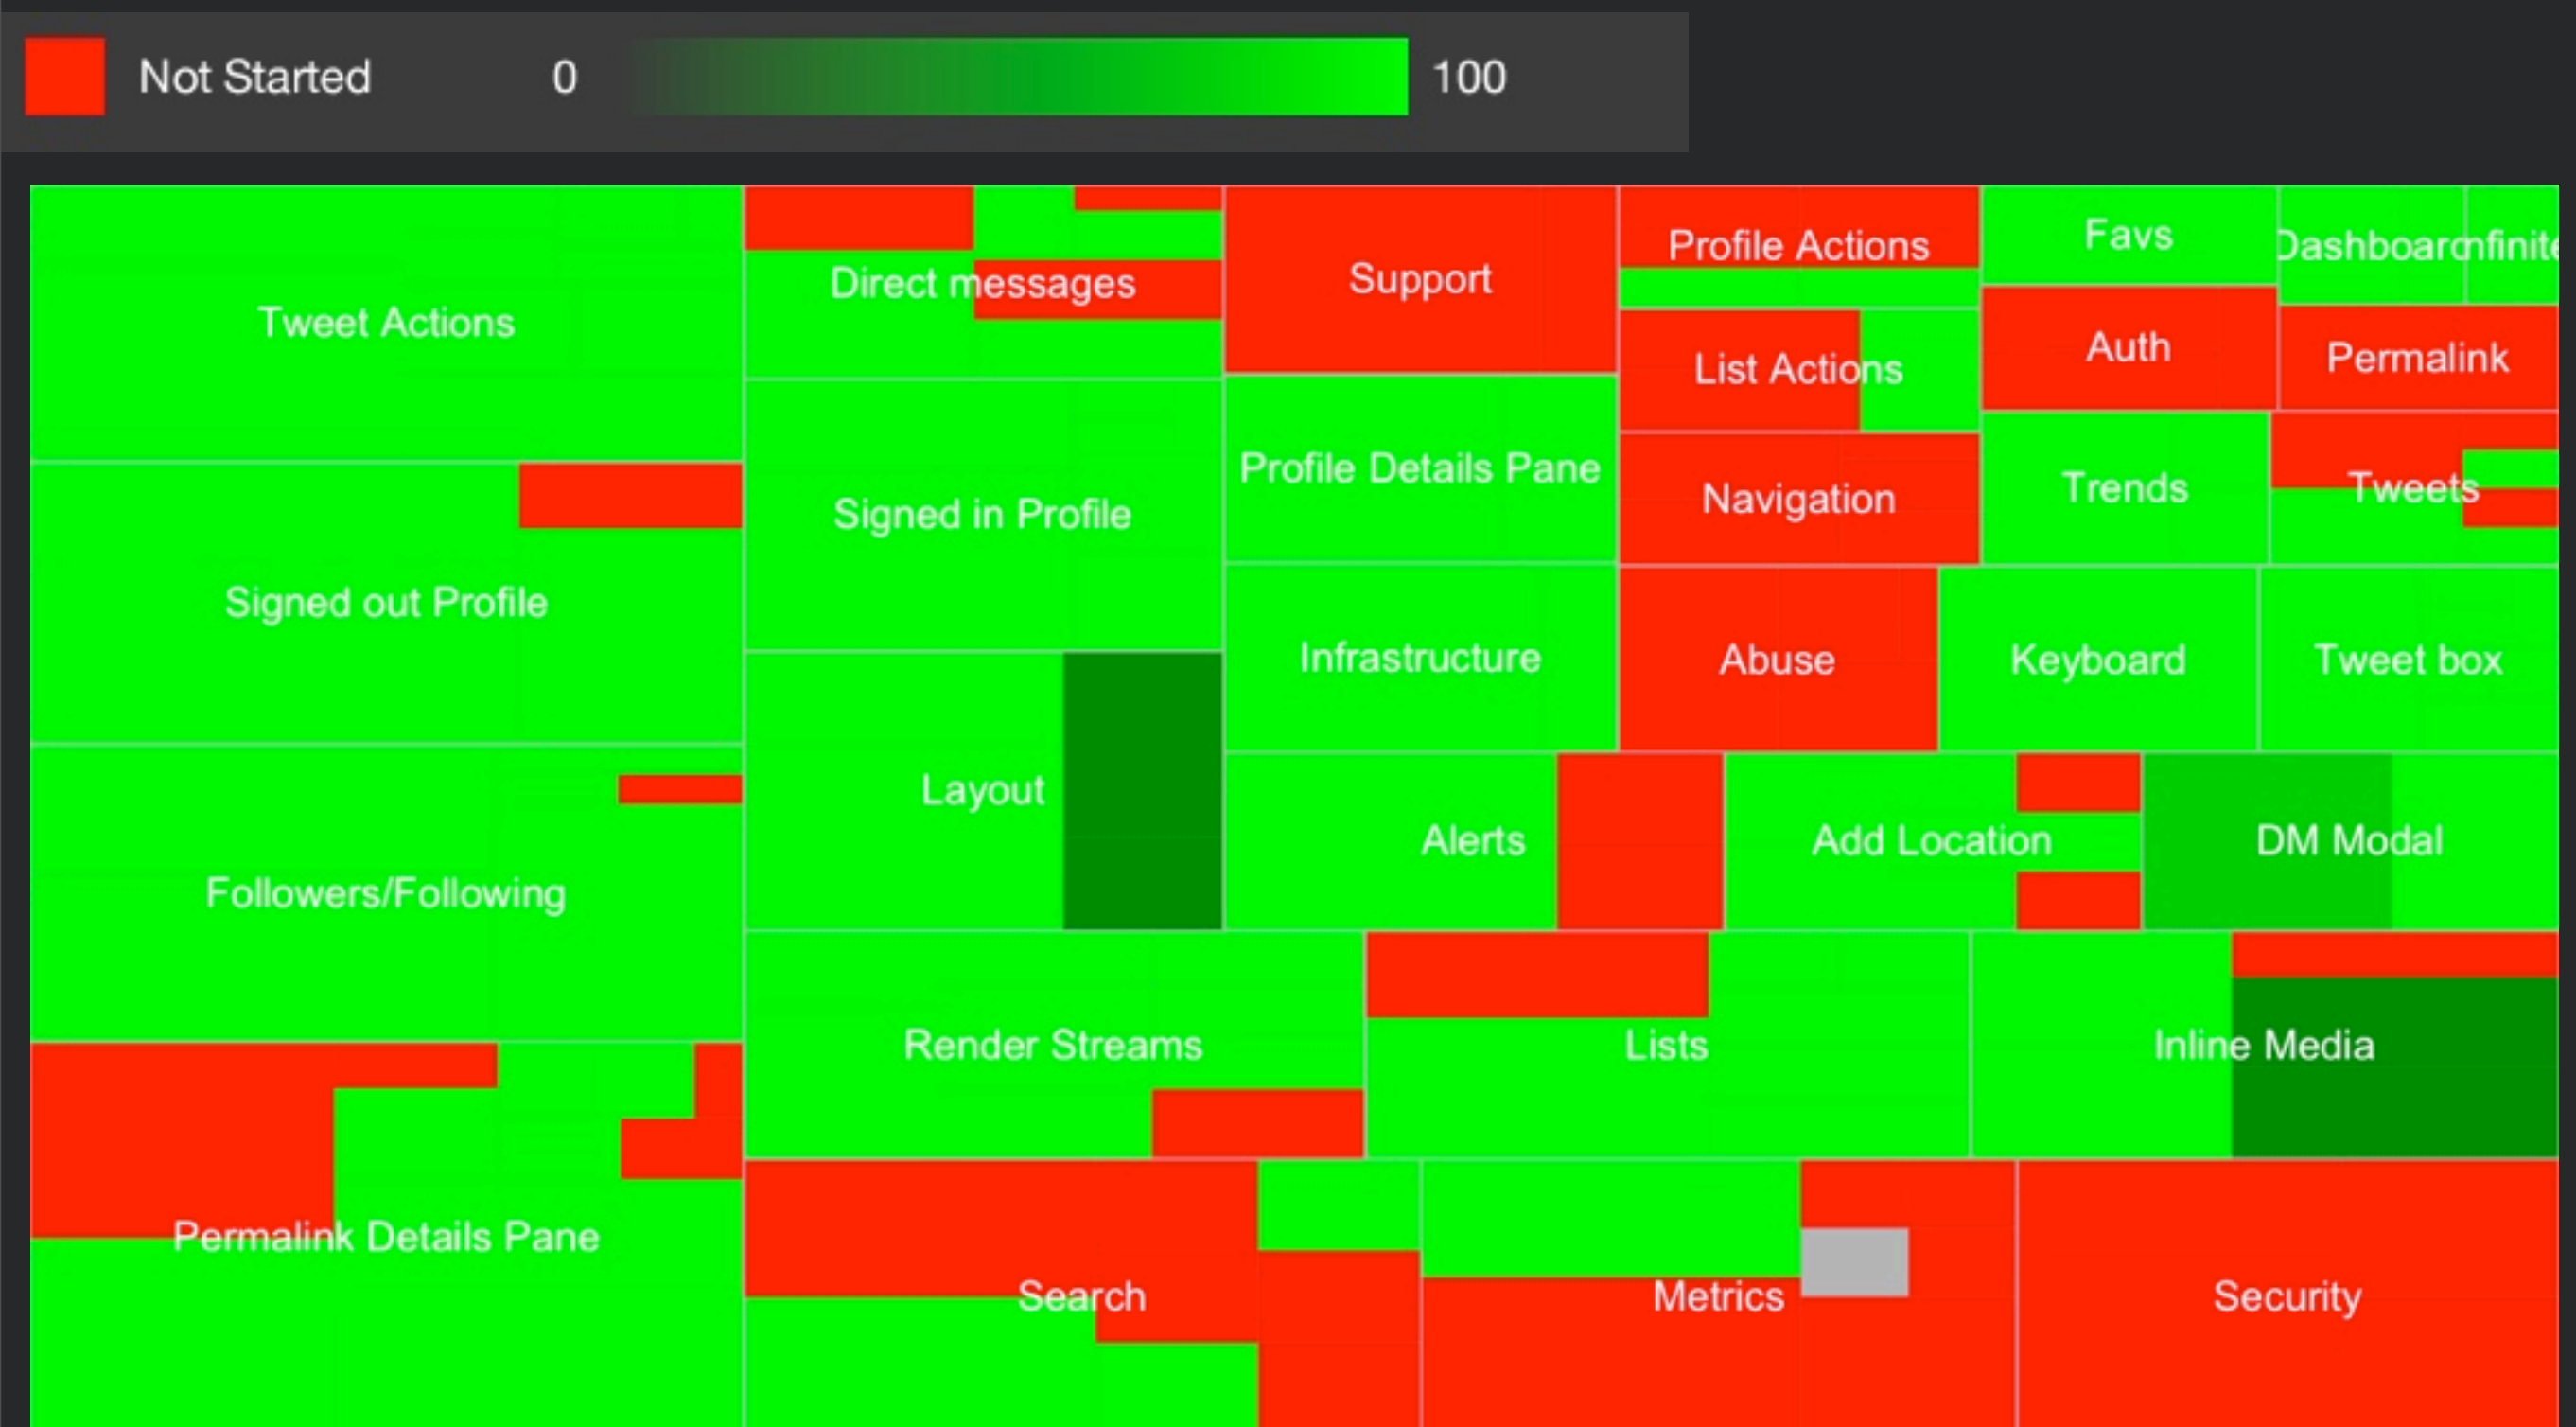 Not Started
0
100
Tweet Actions
Direct messages
Support
Profile Actions
Favs
Dashboard
nfinite
List Actions
Auth
Permalink
Signed out Profile
Signed in Profile
Profile Details Pane
Navigation
Trends
Tweets
Infrastructure
Abuse
Keyboard
Tweet box
Followers/Following
Layout
Alerts
Add Location
DM Modal
Render Streams
Lists
Inline Media
Permalink Details Pane
Search
Metrics
Security